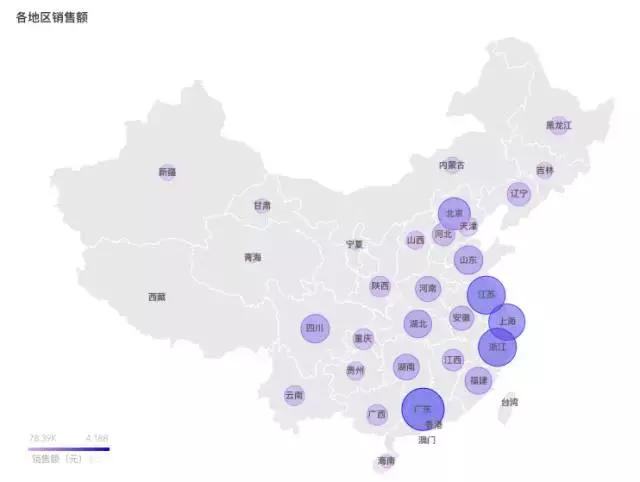 各地区销售额
黑龙江
内蒙古
吉林
新疆
辽宁
甘肃
北京
天津
河北
山西
宁夏
青海
山东
陕西
河南
江苏
西藏
安徽
上海
湖北
四川
重庆
浙江
江西
湖南
贵州
福建
云南
台湾
广东
广西
香港
澳门
78.39K
4.18B
销售额（元）
海南